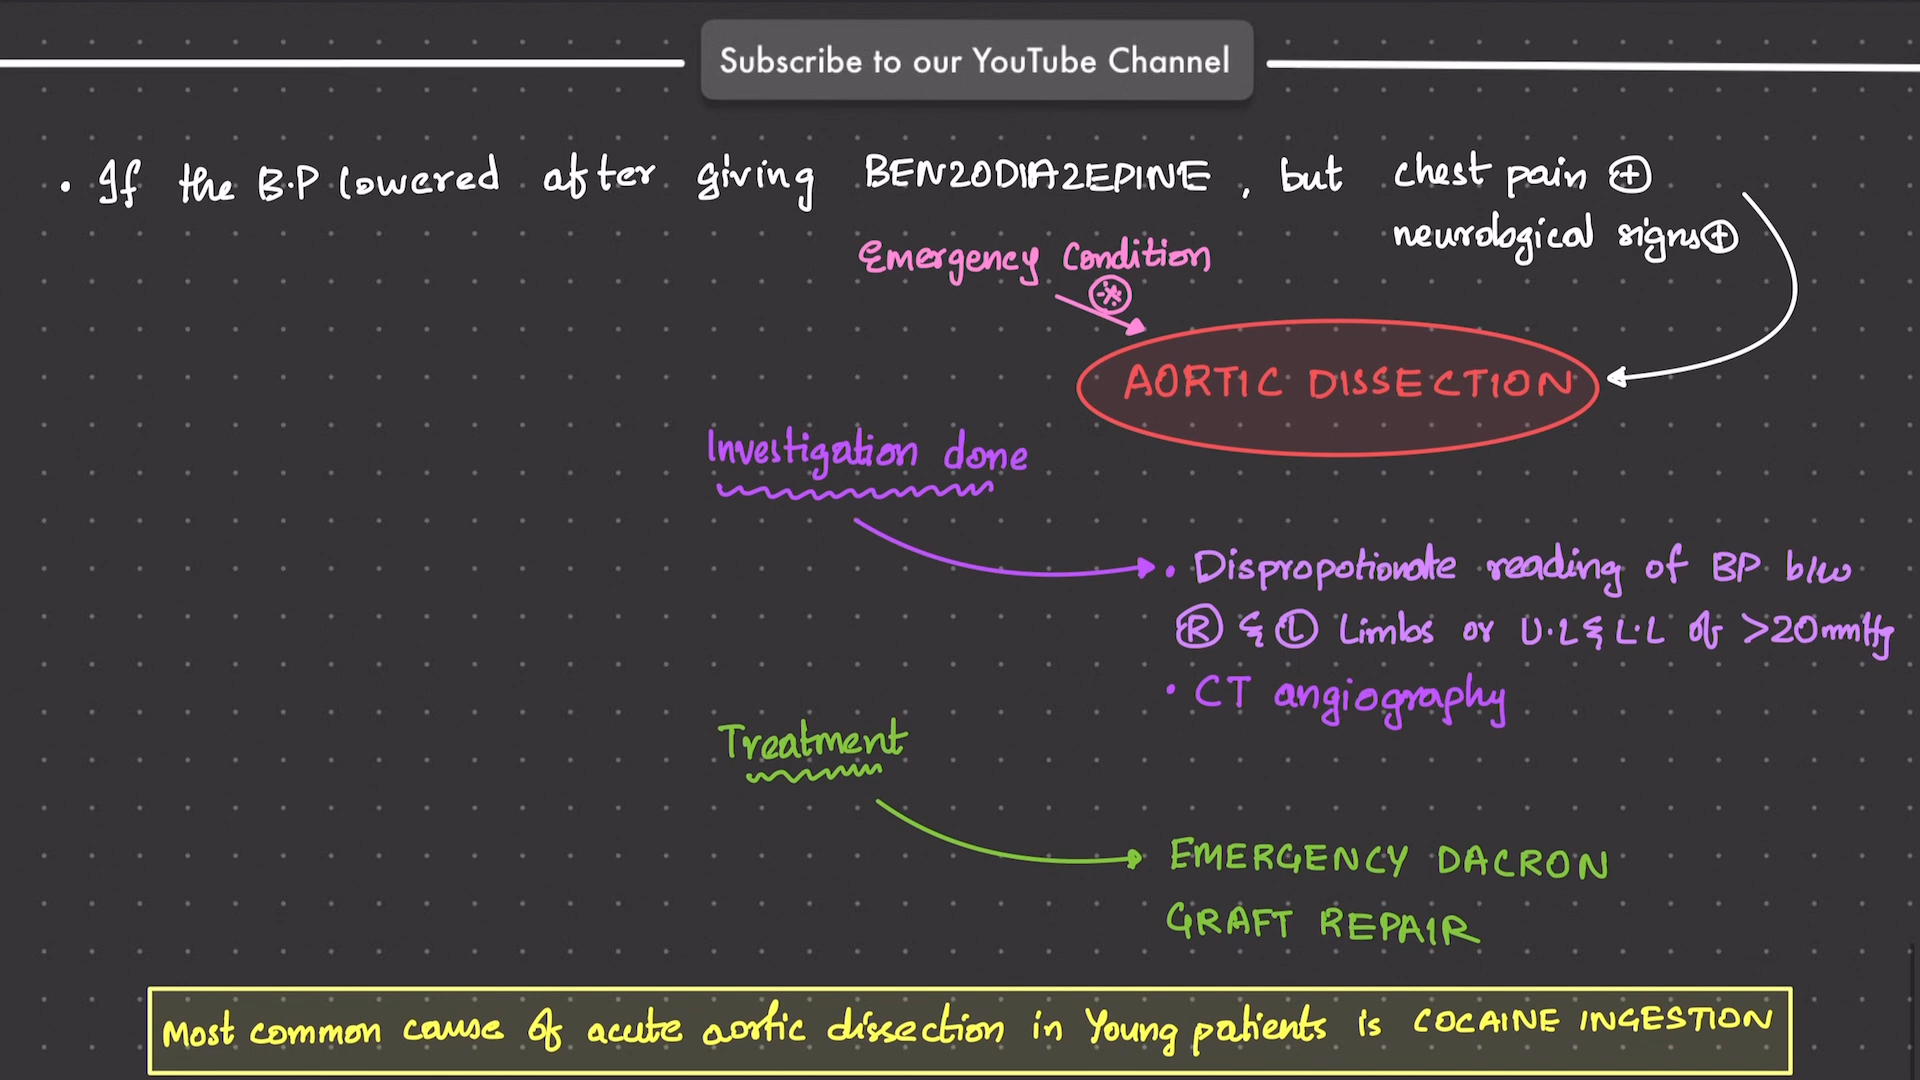 Subscribe to our YouTube Channel
• If the B.P lowered after giving BENZODIAZEPINE, but chest pain ⊕
neurological signs ⊕
Emergency Condition
AORTIC DISSECTION
Investigation done
• Dispropotionate reading of BP b/w
Ⓡ & Ⓛ Limbs or U.L & L.L of >20mmHg
• CT angiography
Treatment
EMERGENCY DACRON
GRAFT REPAIR
Most common cause of acute aortic dissection in Young patients is COCAINE INGESTION